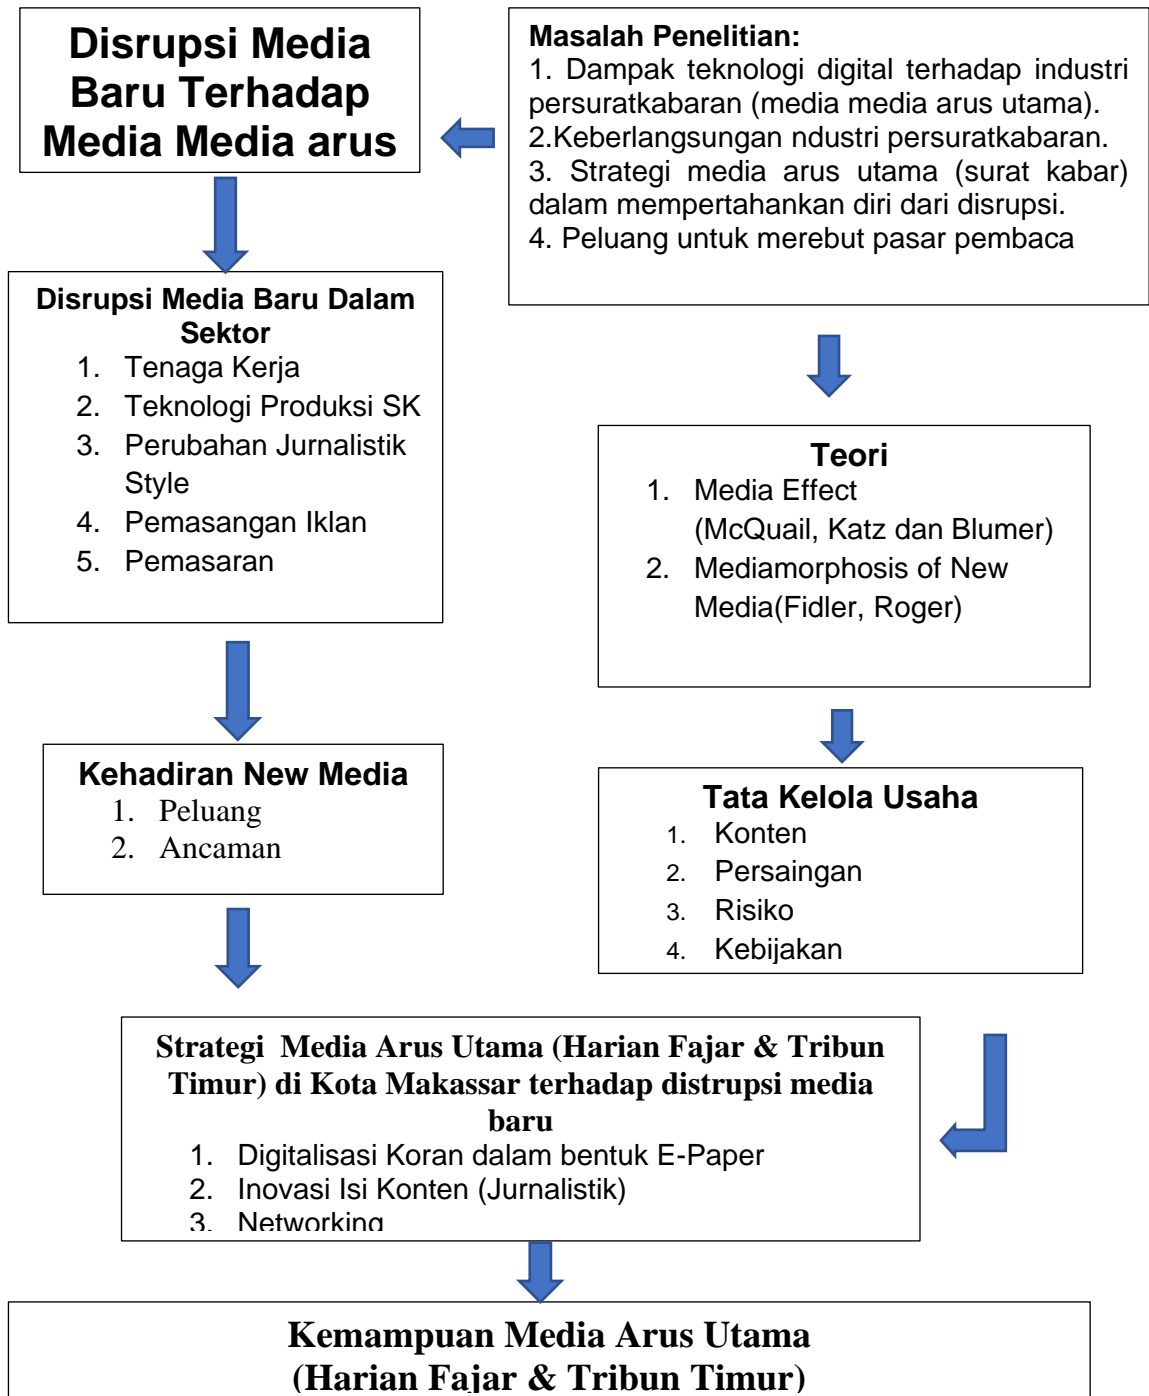 Disrupsi Media
Baru Terhadap
Media Media arus
Masalah Penelitian:
1. Dampak teknologi digital terhadap industri
persuratkabaran (media media arus utama).
2.Keberlangsungan ndustri persuratkabaran.
3. Strategi media arus utama (surat kabar)
dalam mempertahankan diri dari disrupsi.
4. Peluang untuk merebut pasar pembaca
Disrupsi Media Baru Dalam
Sektor
1. Tenaga Kerja
2. Teknologi Produksi SK
3. Perubahan Jurnalistik
Style
4. Pemasangan Iklan
5. Pemasaran
Teori
1. Media Effect
(McQuail, Katz dan Blumer)
2. Mediamorphosis of New
Media(Fidler, Roger)
Kehadiran New Media
1. Peluang
2. Ancaman
Tata Kelola Usaha
1. Konten
2. Persaingan
3. Risiko
4. Kebijakan
Strategi Media Arus Utama (Harian Fajar & Tribun
Timur) di Kota Makassar terhadap distrupsi media
baru
1. Digitalisasi Koran dalam bentuk E-Paper
2. Inovasi Isi Konten (Jurnalistik)
3. Networking
Kemampuan Media Arus Utama
(Harian Fajar & Tribun Timur)